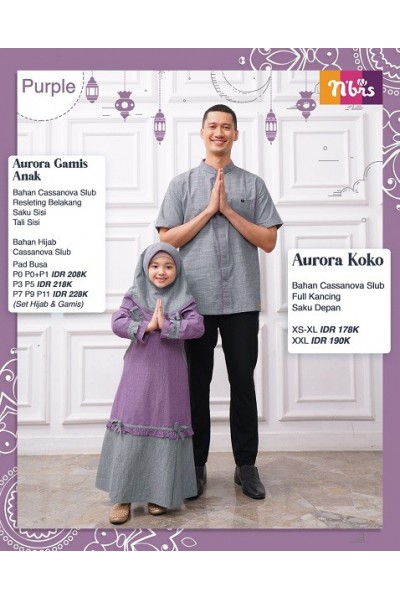 Purple
Nbrs
Aurora Gamis
Anak
Bahan Cassanova Slub
Resleting Belakang
Saku Sisi
Tali Sisi
Bahan Hijab
Cassanova Slub
Pad Busa
P0 P0+P1 IDR 208K
P3 P5 IDR 218K
P7 P9 P11 IDR 228K
(Set Hijab & Gamis)
Aurora Koko
Bahan Cassanova Slub
Full Kancing
Saku Depan
XS-XL IDR 178K
XXL IDR 190K